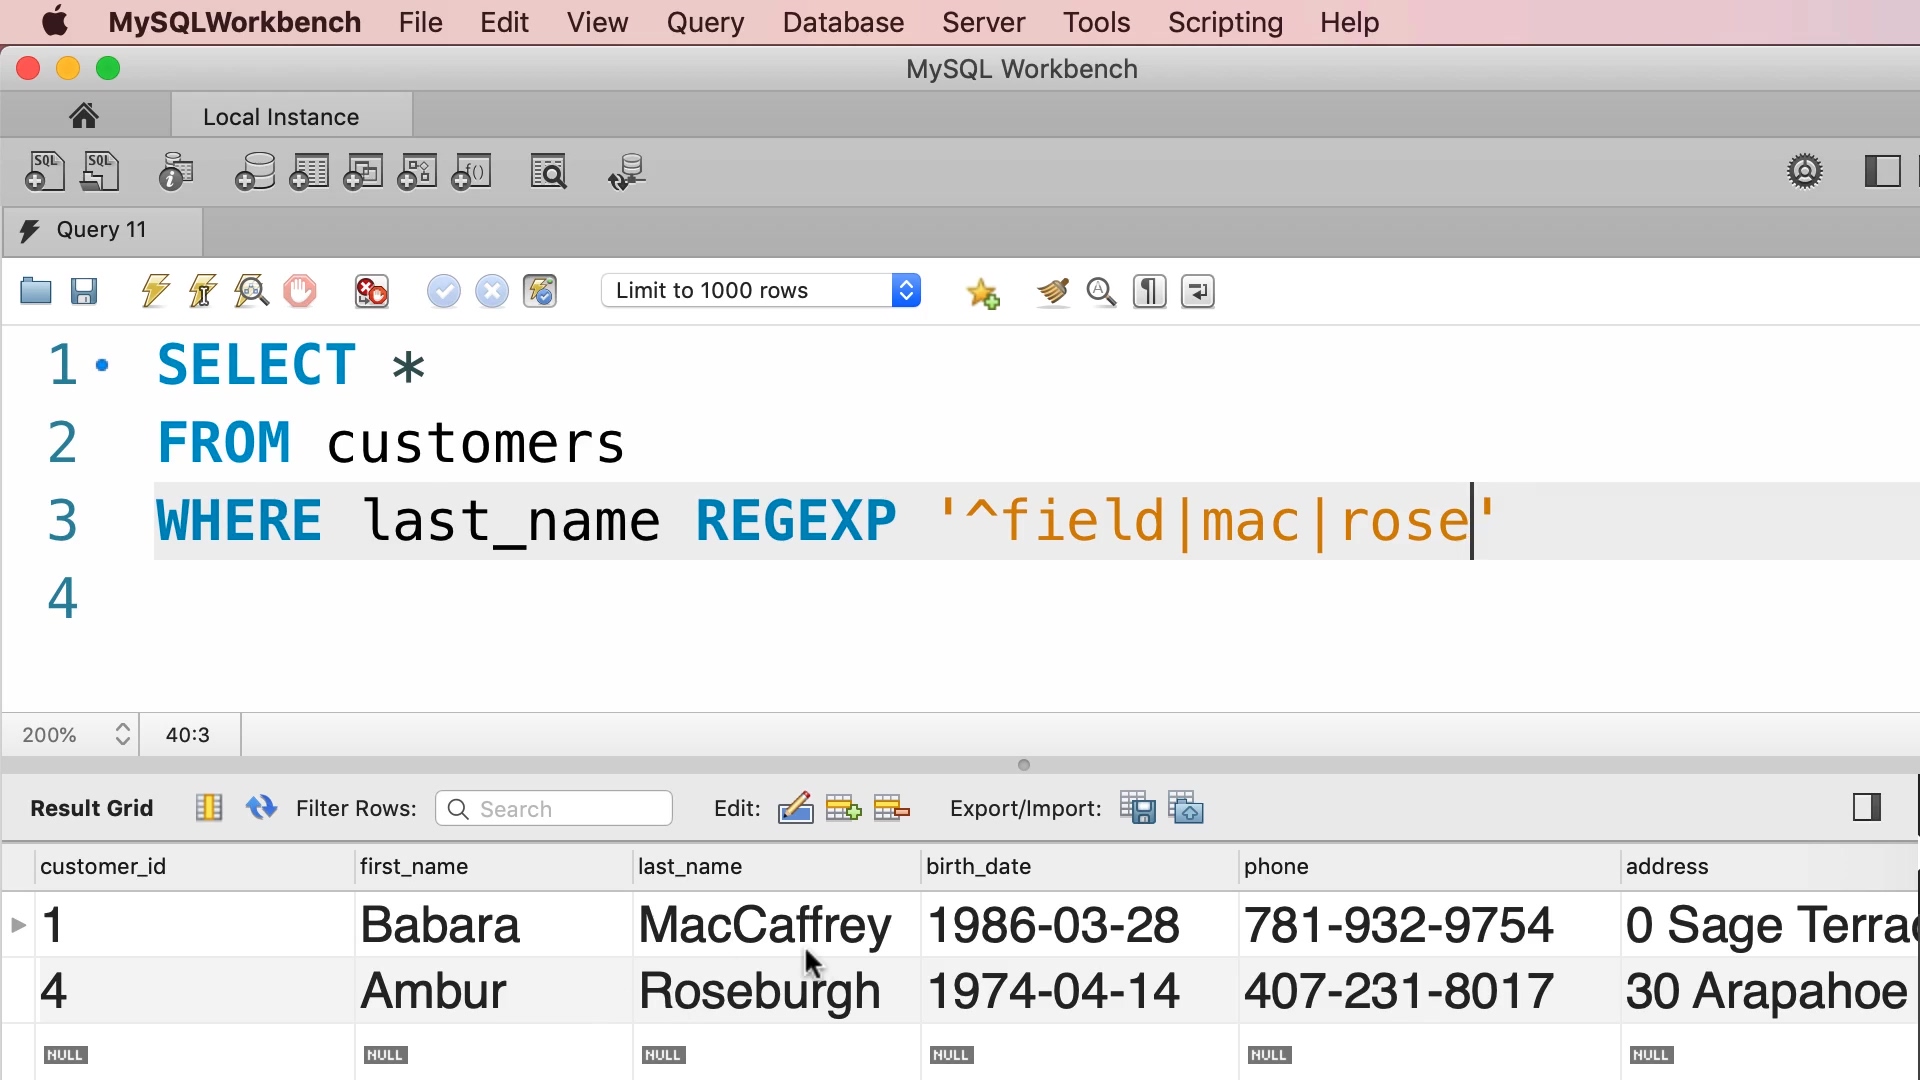 MySQLWorkbench File Edit View Query Database Server Tools Scripting Help
MySQL Workbench
Local Instance
SQL SQL
Query 11
Limit to 1000 rows
1 SELECT *
2 FROM customers
3 WHERE last_name REGEXP '^field|mac|rose'
4
200% 40:3
Result Grid Filter Rows: Search Edit: Export/Import:
customer_id first_name last_name birth_date phone address
1 Babara MacCaffrey 1986-03-28 781-932-9754 0 Sage Terrac
4 Ambur Roseburgh 1974-04-14 407-231-8017 30 Arapahoe
NULL NULL NULL NULL NULL NULL